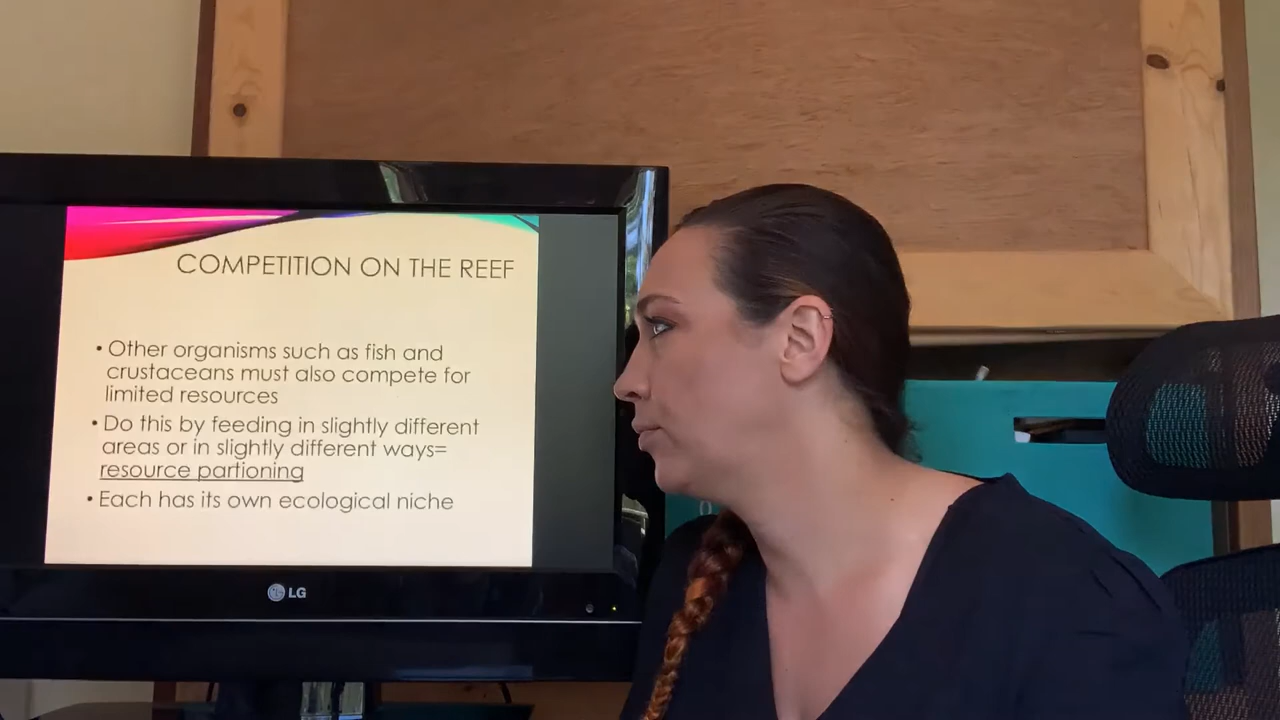 COMPETITION ON THE REEF
• Other organisms such as fish and
crustaceans must also compete for
limited resources
• Do this by feeding in slightly different
areas or in slightly different ways=
resource partioning
• Each has its own ecological niche
LG